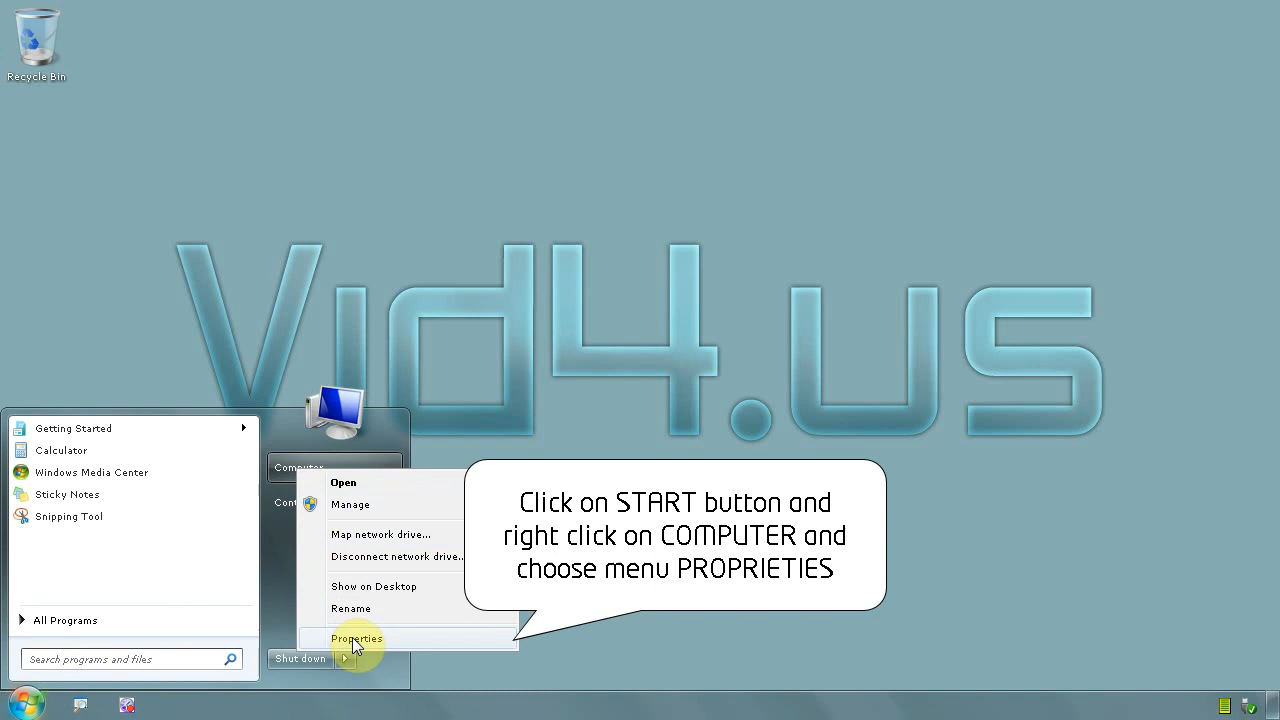 Recycle Bin
Vid4.us
Getting Started
Calculator
Windows Media Center
Sticky Notes
Snipping Tool
All Programs
Search programs and files
Computer
Cont
Open
Manage
Map network drive...
Disconnect network drive..
Show on Desktop
Rename
Properties
Shut down
Click on START button and
right click on COMPUTER and
choose menu PROPRIETIES